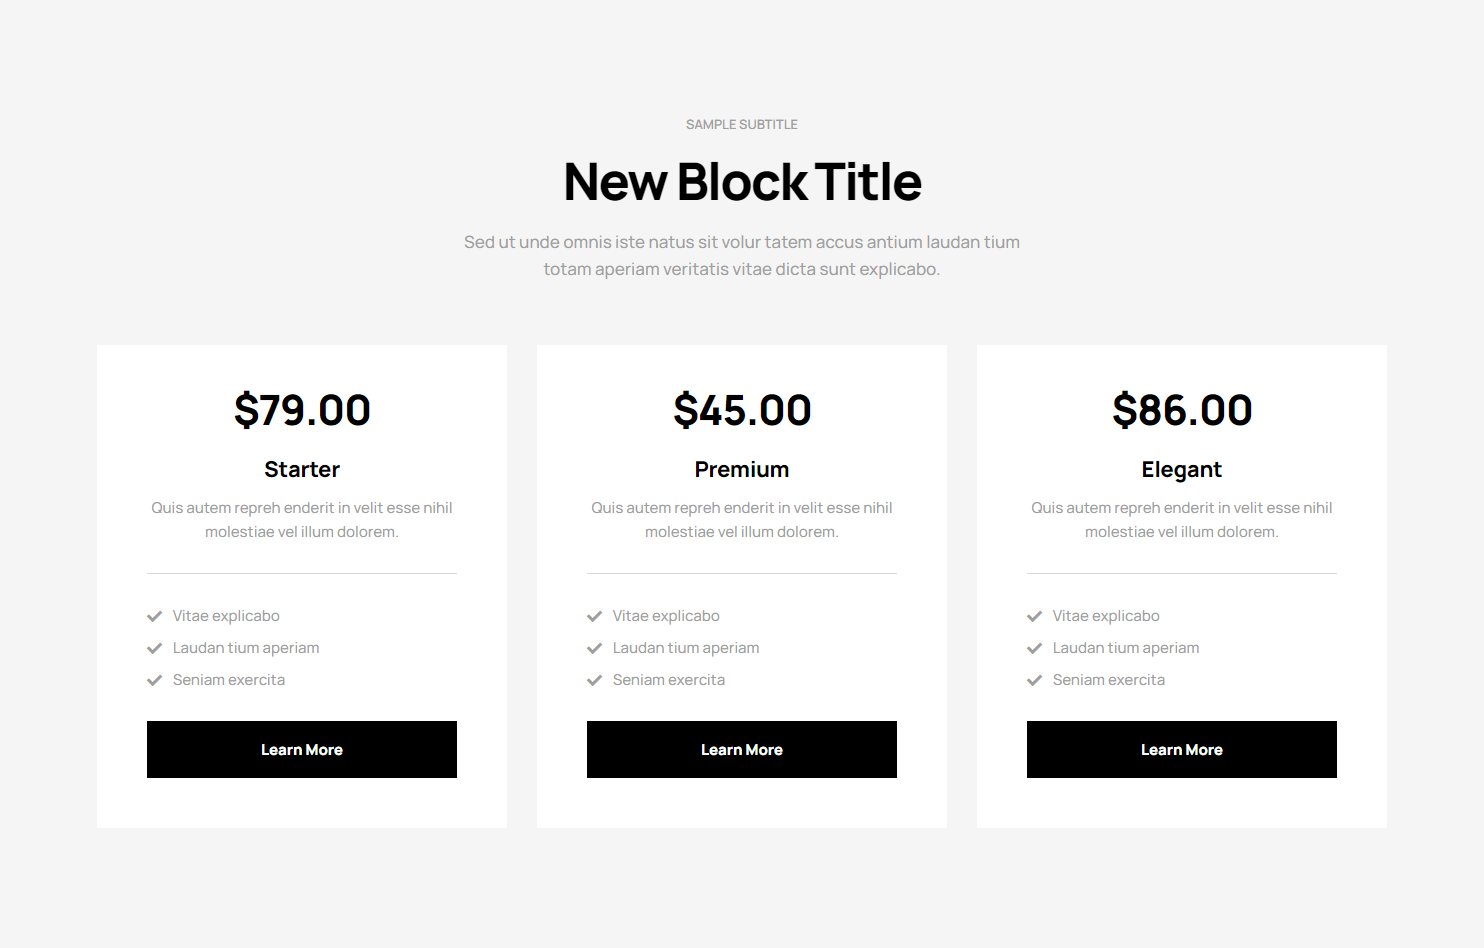 SAMPLE SUBTITLE
New Block Title
Sed ut unde omnis iste natus sit volur tatem accus antium laudan tium
totam aperiam veritatis vitae dicta sunt explicabo.
$79.00
Starter
Quis autem repreh enderit in velit esse nihil
molestiae vel illum dolorem.
Vitae explicabo
Laudan tium aperiam
Seniam exercita
Learn More
$45.00
Premium
Quis autem repreh enderit in velit esse nihil
molestiae vel illum dolorem.
Vitae explicabo
Laudan tium aperiam
Seniam exercita
Learn More
$86.00
Elegant
Quis autem repreh enderit in velit esse nihil
molestiae vel illum dolorem.
Vitae explicabo
Laudan tium aperiam
Seniam exercita
Learn More